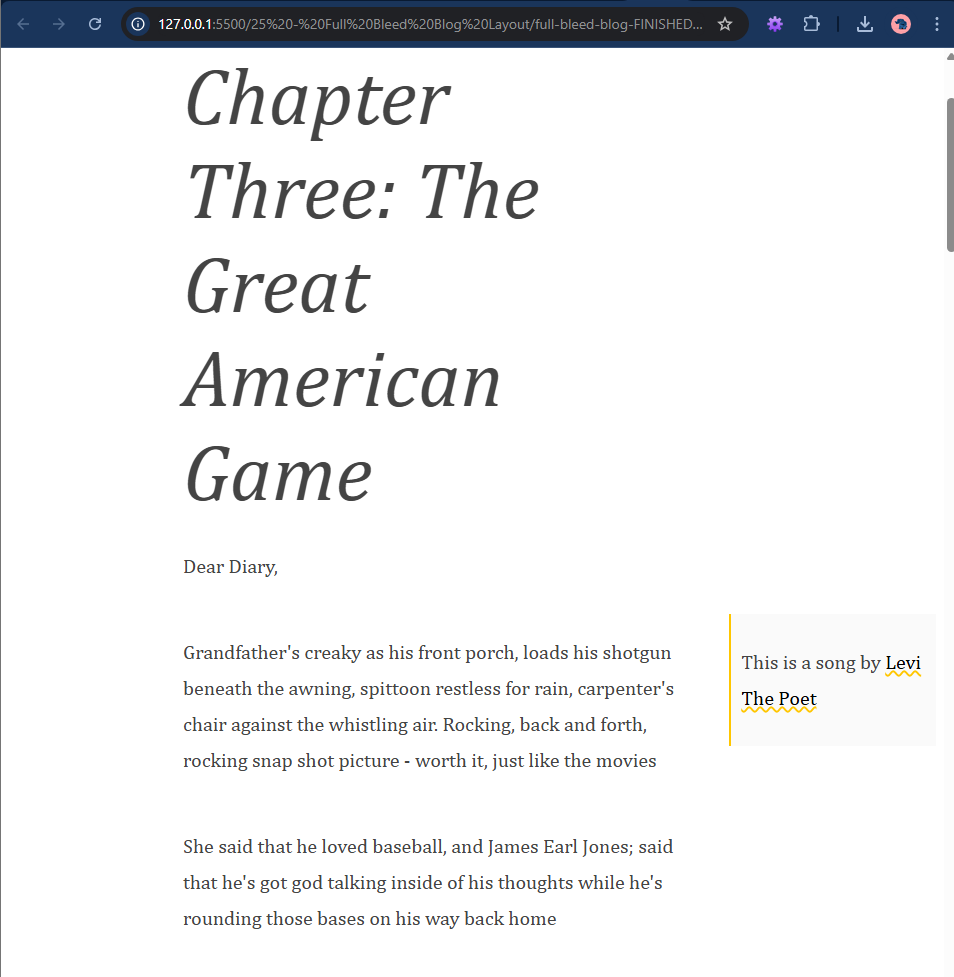 127.0.0.1:5500/25%20-%20Full%20Bleed%20Blog%20Layout/full-bleed-blog-FINISHED...
Chapter
Three: The
Great
American
Game
Dear Diary,
Grandfather's creaky as his front porch, loads his shotgun
beneath the awning, spittoon restless for rain, carpenter's
chair against the whistling air. Rocking, back and forth,
rocking snap shot picture - worth it, just like the movies
This is a song by Levi
The Poet
She said that he loved baseball, and James Earl Jones; said
that he's got god talking inside of his thoughts while he's
rounding those bases on his way back home